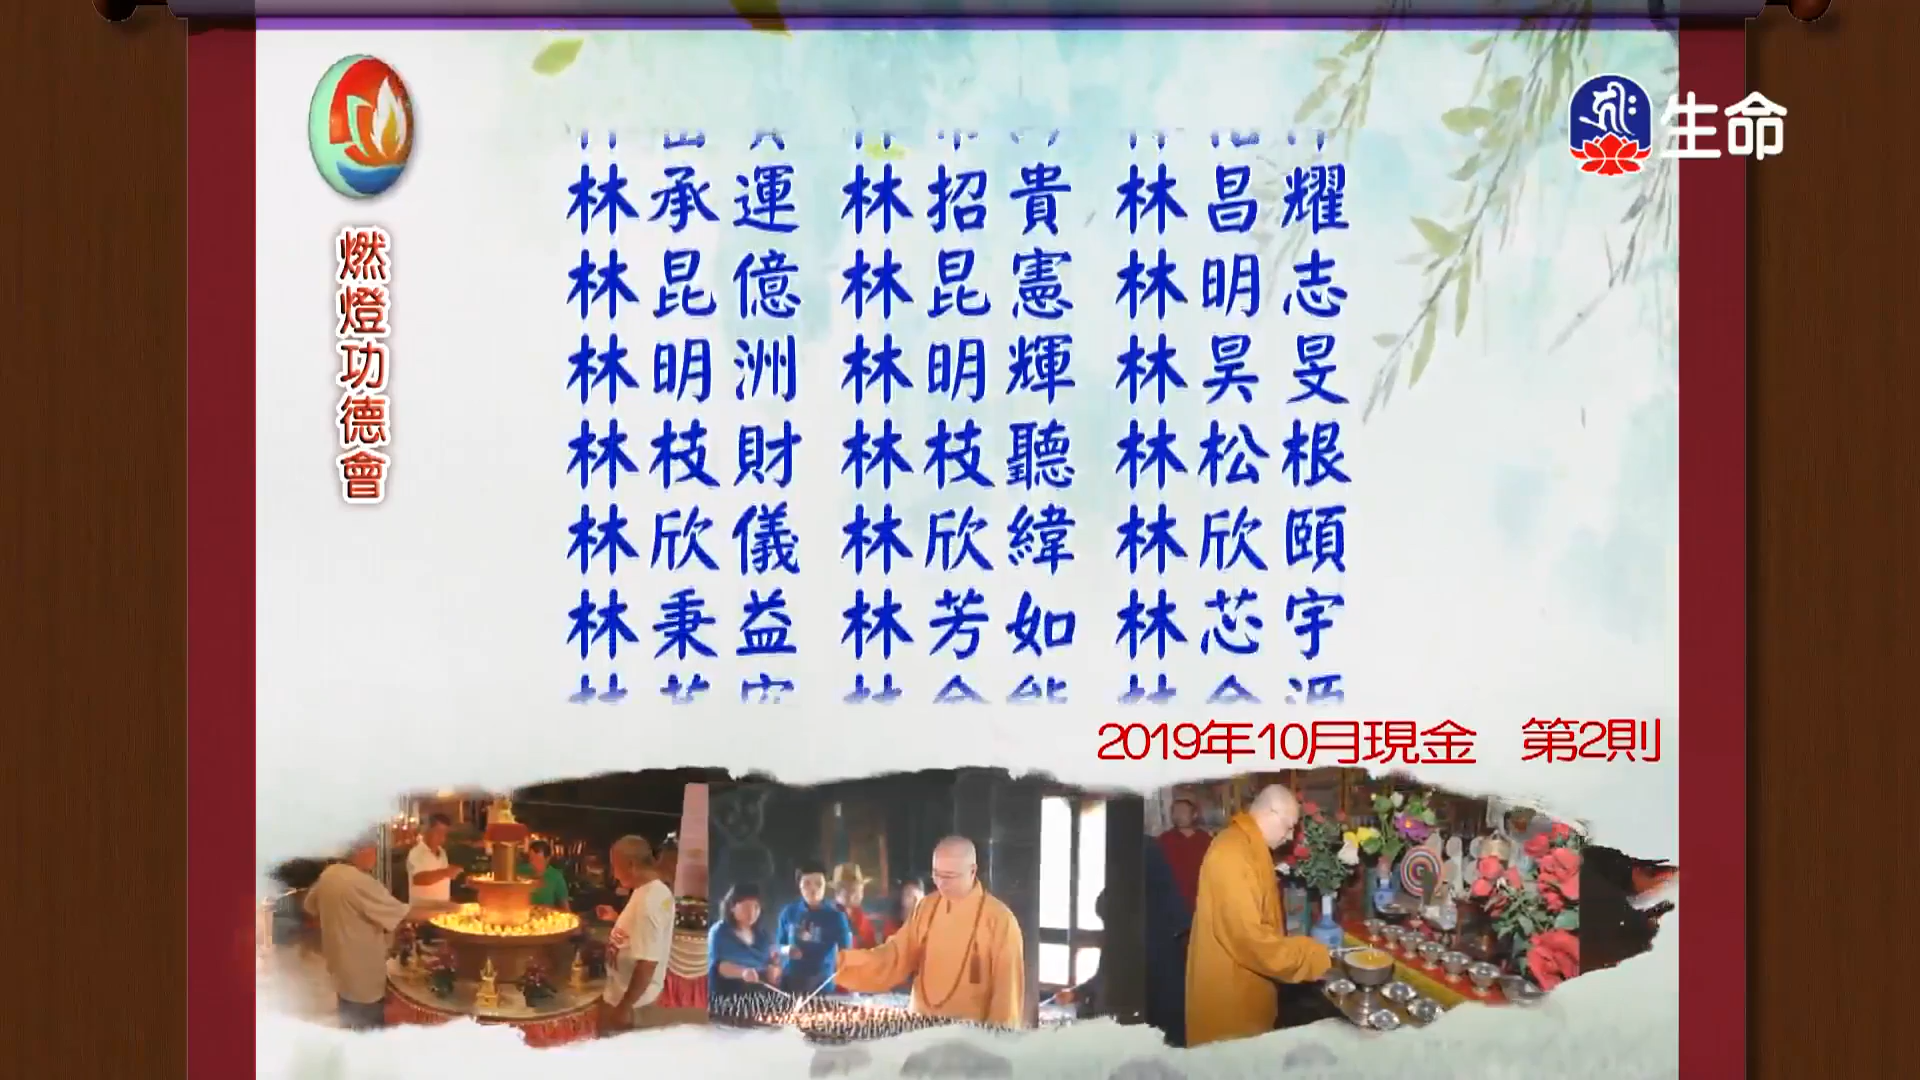 生命
燃燈功德會
林承運 林招貴 林昌耀
林昆億 林昆憲 林明志
林明洲 林明輝 林昊旻
林枝財 林枝聽 林松根
林欣儀 林欣緯 林欣頤
林秉益 林芳如 林芯宇
2019年10月現金 第2則